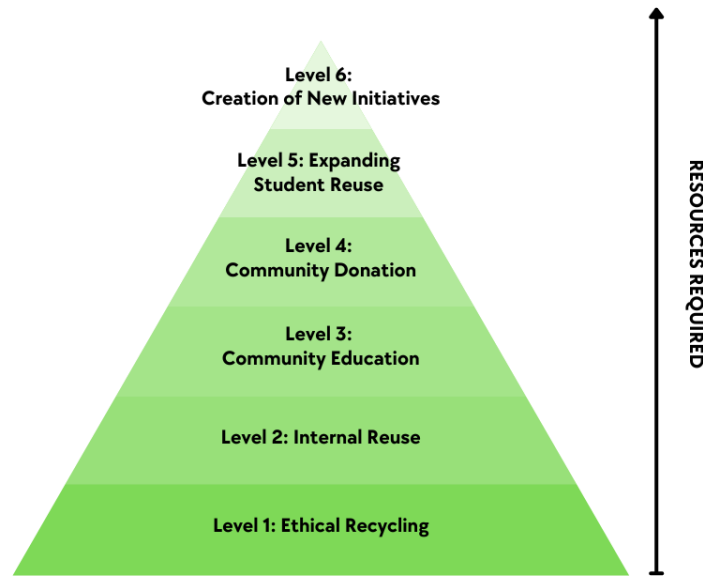 Level 6:
Creation of New Initiatives
Level 5: Expanding
Student Reuse
Level 4:
Community Donation
Level 3:
Community Education
Level 2: Internal Reuse
Level 1: Ethical Recycling
RESOURCES REQUIRED